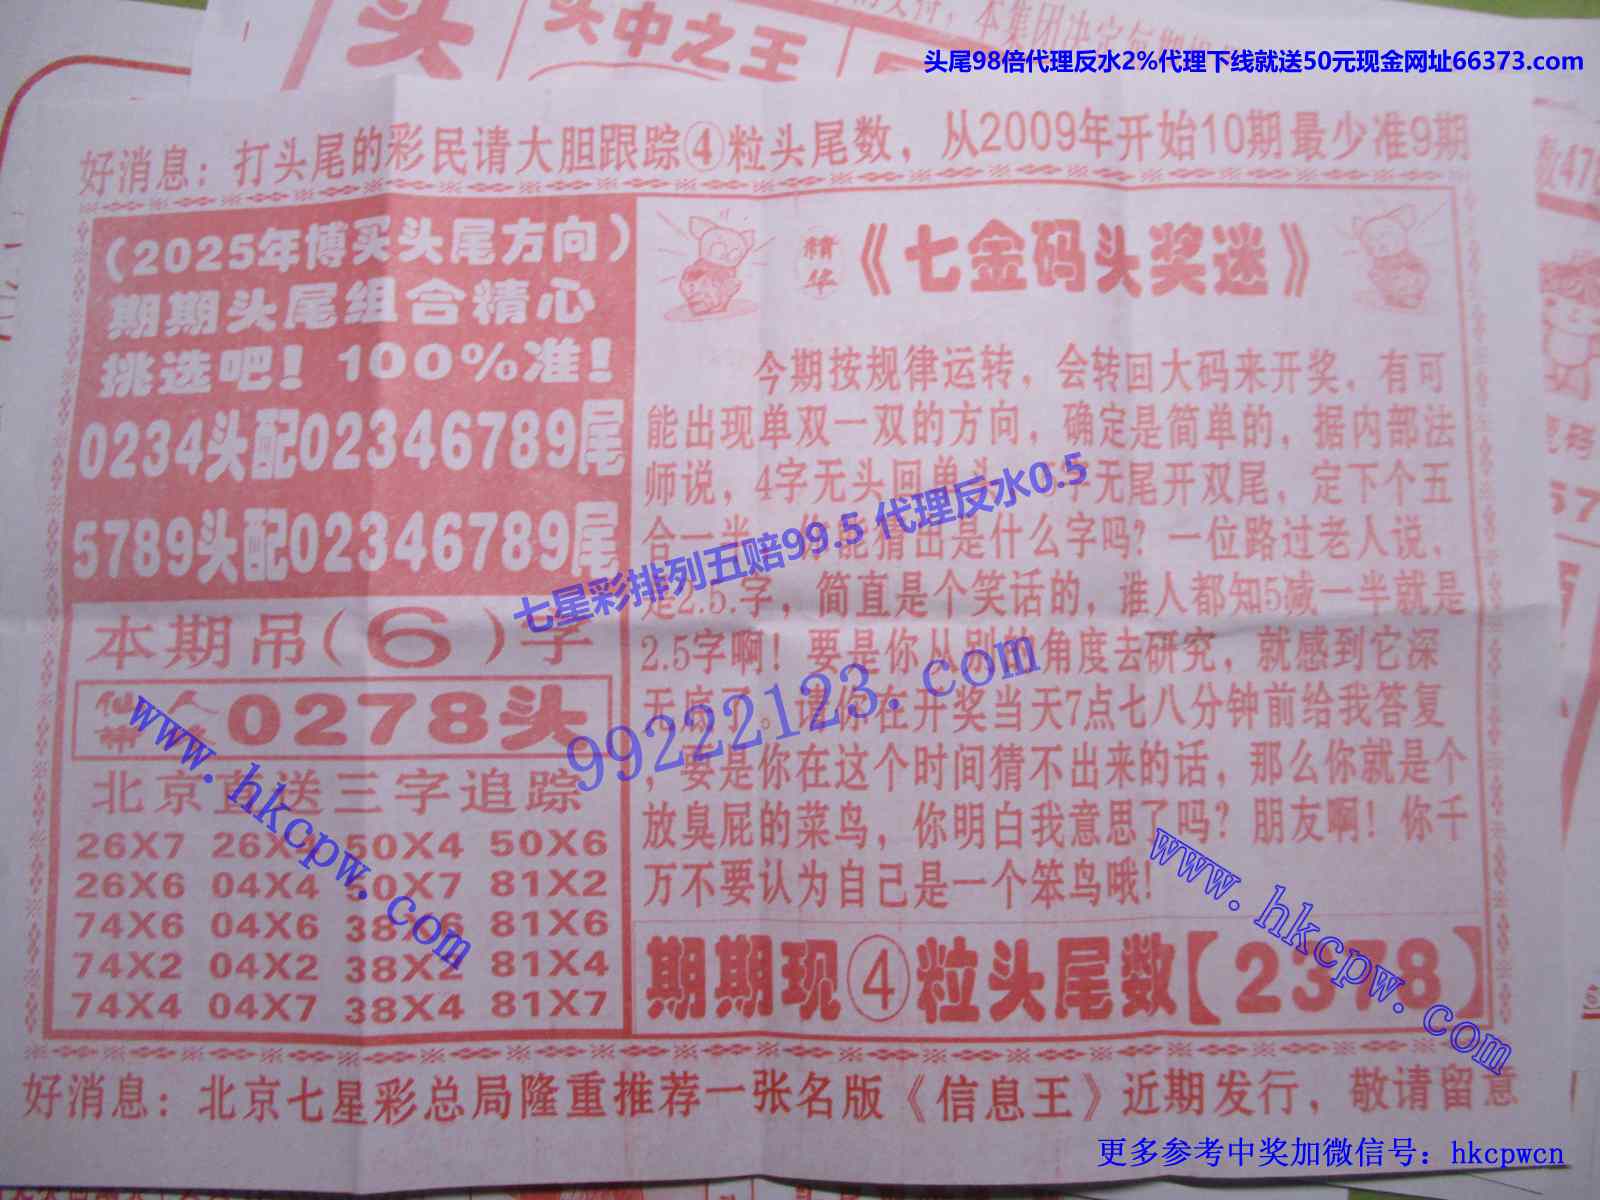 头中之王
头尾98倍代理反水2%代理下线就送50元现金网址66373.com
好消息：打头尾的彩民请大胆跟踪④粒头尾数，从2009年开始10期最少准9期
（2025年博买头尾方向）
期期头尾组合精心
挑选吧！100%准！
0234头配02346789尾
5789头配02346789尾
本期吊（6）字
0278头
北京 送三字追踪
26X7 26X 50X4 50X6
26X6 04X4 50X7 81X2
74X6 04X6 38X6 81X6
74X2 04X2 38X2 81X4
74X4 04X7 38X4 81X7
精华
《七金码头奖迷》
今期按规律运转，会转回大码来开奖，有可
能出现单双一双的方向，确定是简单的，据内部法
师说，4字无头回单头 字无尾开双尾，定下个五
合一半 你能猜出是什么字吗？一位路过老人说，
是2.5.字，简直是个笑话的，谁人都知5减一半就是
2.5字啊！要是你从别的角度去研究，就感到它深
无底了。请你在开奖当天7点七八分钟前给我答复
，要是你在这个时间猜不出来的话，那么你就是个
放臭屁的菜鸟，你明白我意思了吗？朋友啊！你千
万不要认为自己是一个笨鸟哦！
期期现④粒头尾数【2378】
好消息：北京七星彩总局隆重推荐一张名版《信息王》近期发行，敬请留意
七星彩排列五赔99.5 代理反水0.5
99222123.com
www.hkcpw.com
www.hkcpw.com
更多参考中奖加微信号：hkcpwcn